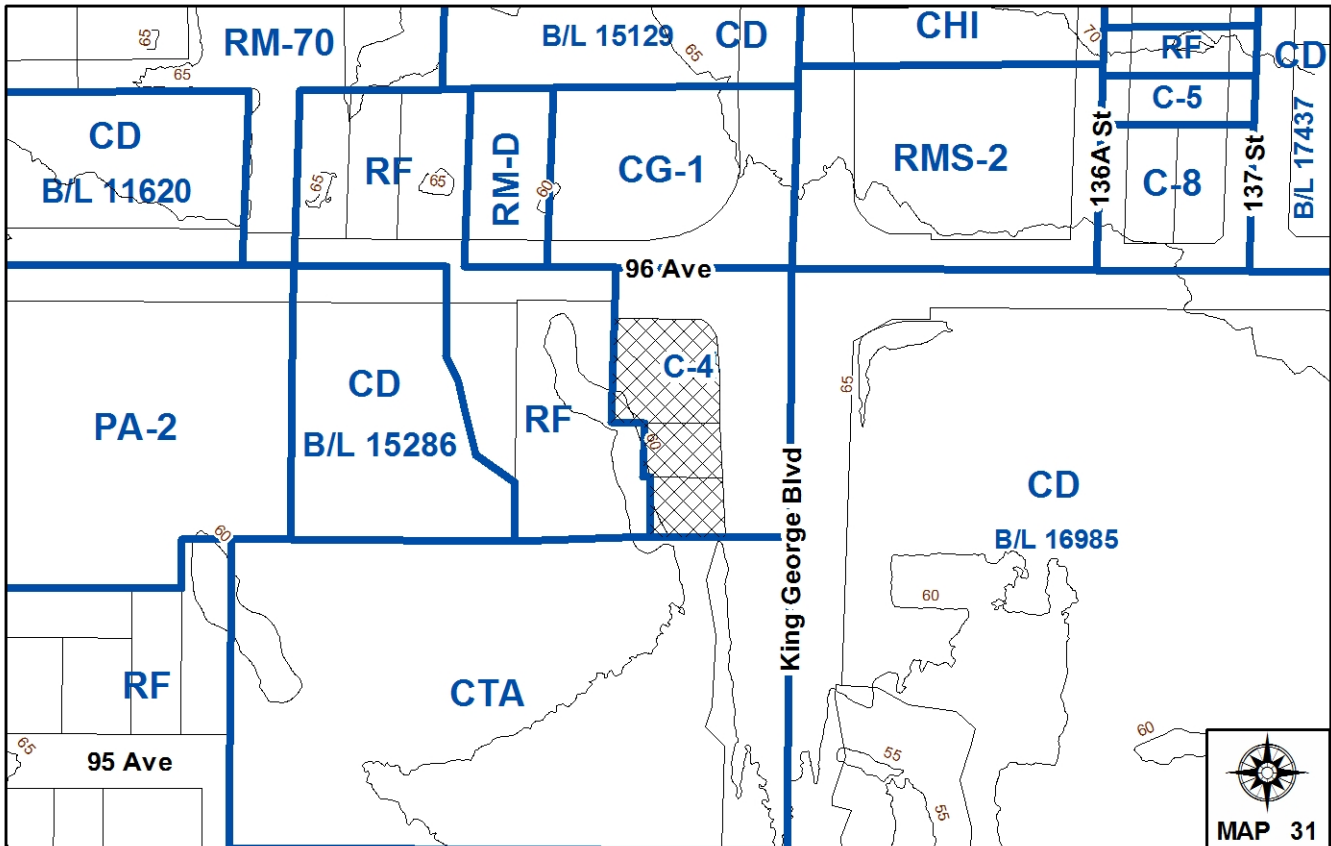 RM-70
B/L 15129
CD
CHI
70
RF
CD
65
65
65
C-5
CD
B/L 11620
65
RF
65
RM-D
60
CG-1
RMS-2
136A St
C-8
137 St
B/L 17437
96 Ave
C-4
65
PA-2
CD
B/L 15286
RF
60
King George Blvd
CD
B/L 16985
60
60
RF
CTA
65
95 Ave
55
55
60
MAP 31